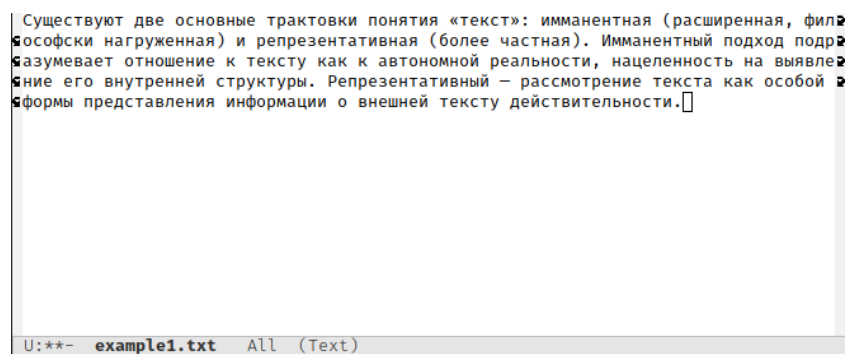 Существуют две основные трактовки понятия «текст»: имманентная (расширенная, фил
ософски нагруженная) и репрезентативная (более частная). Имманентный подход подр
азумевает отношение к тексту как к автономной реальности, нацеленность на выявле
ние его внутренней структуры. Репрезентативный — рассмотрение текста как особой
формы представления информации о внешней тексту действительности.
U:**- example1.txt All (Text)